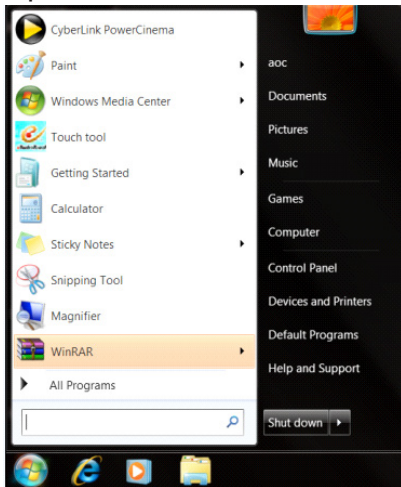 CyberLink PowerCinema
Paint
Windows Media Center
Touch tool
Getting Started
Calculator
Sticky Notes
Snipping Tool
Magnifier
WinRAR
All Programs
aoc
Documents
Pictures
Music
Games
Computer
Control Panel
Devices and Printers
Default Programs
Help and Support
Shut down